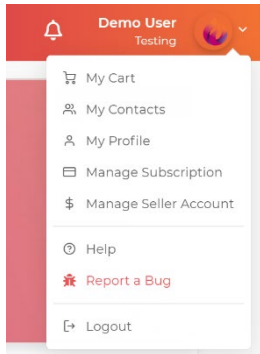 Demo User
Testing
My Cart
My Contacts
My Profile
Manage Subscription
$ Manage Seller Account
Help
Report a Bug
Logout